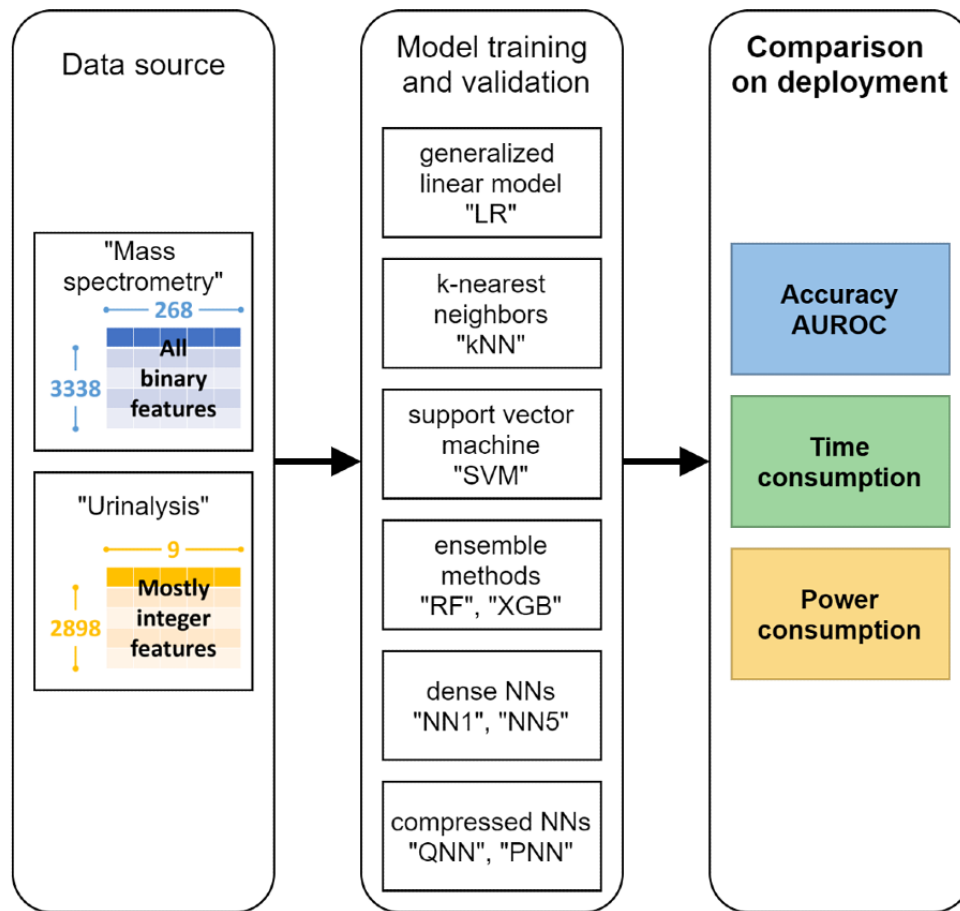 Data source
"Mass
spectrometry"
268
3338
All
binary
features
"Urinalysis"
9
2898
Mostly
integer
features
Model training
and validation
generalized
linear model
"LR"
k-nearest
neighbors
"kNN"
support vector
machine
"SVM"
ensemble
methods
"RF", "XGB"
dense NNs
"NN1", "NN5"
compressed NNs
"QNN", "PNN"
Comparison
on deployment
Accuracy
AUROC
Time
consumption
Power
consumption